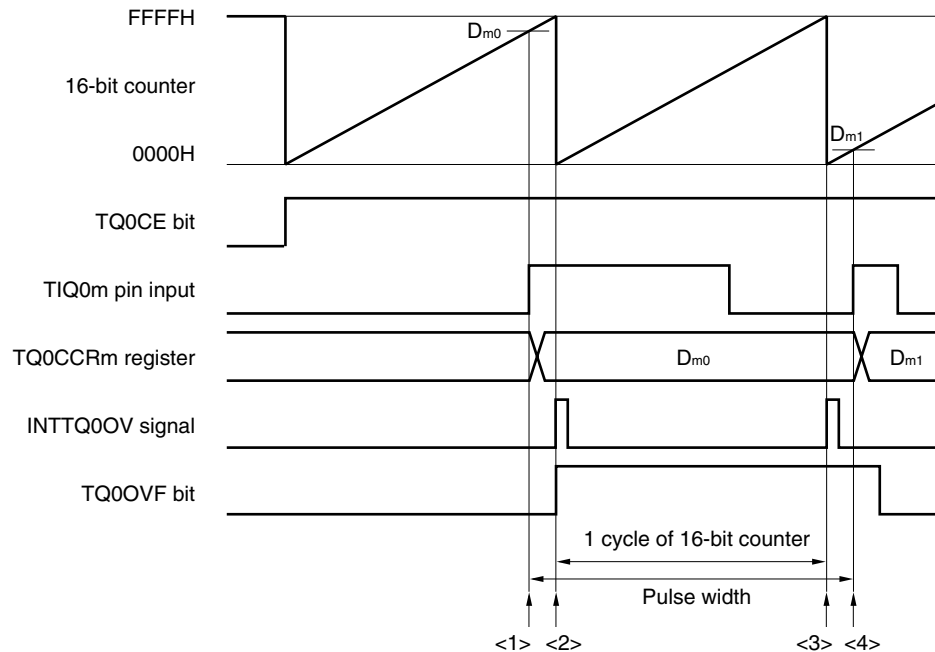 FFFFH
Dm0
16-bit counter
Dm1
0000H
TQ0CE bit
TIQ0m pin input
TQ0CCRm register
Dm0
Dm1
INTTQ0OV signal
TQ0OVF bit
1 cycle of 16-bit counter
Pulse width
<1> <2> <3> <4>